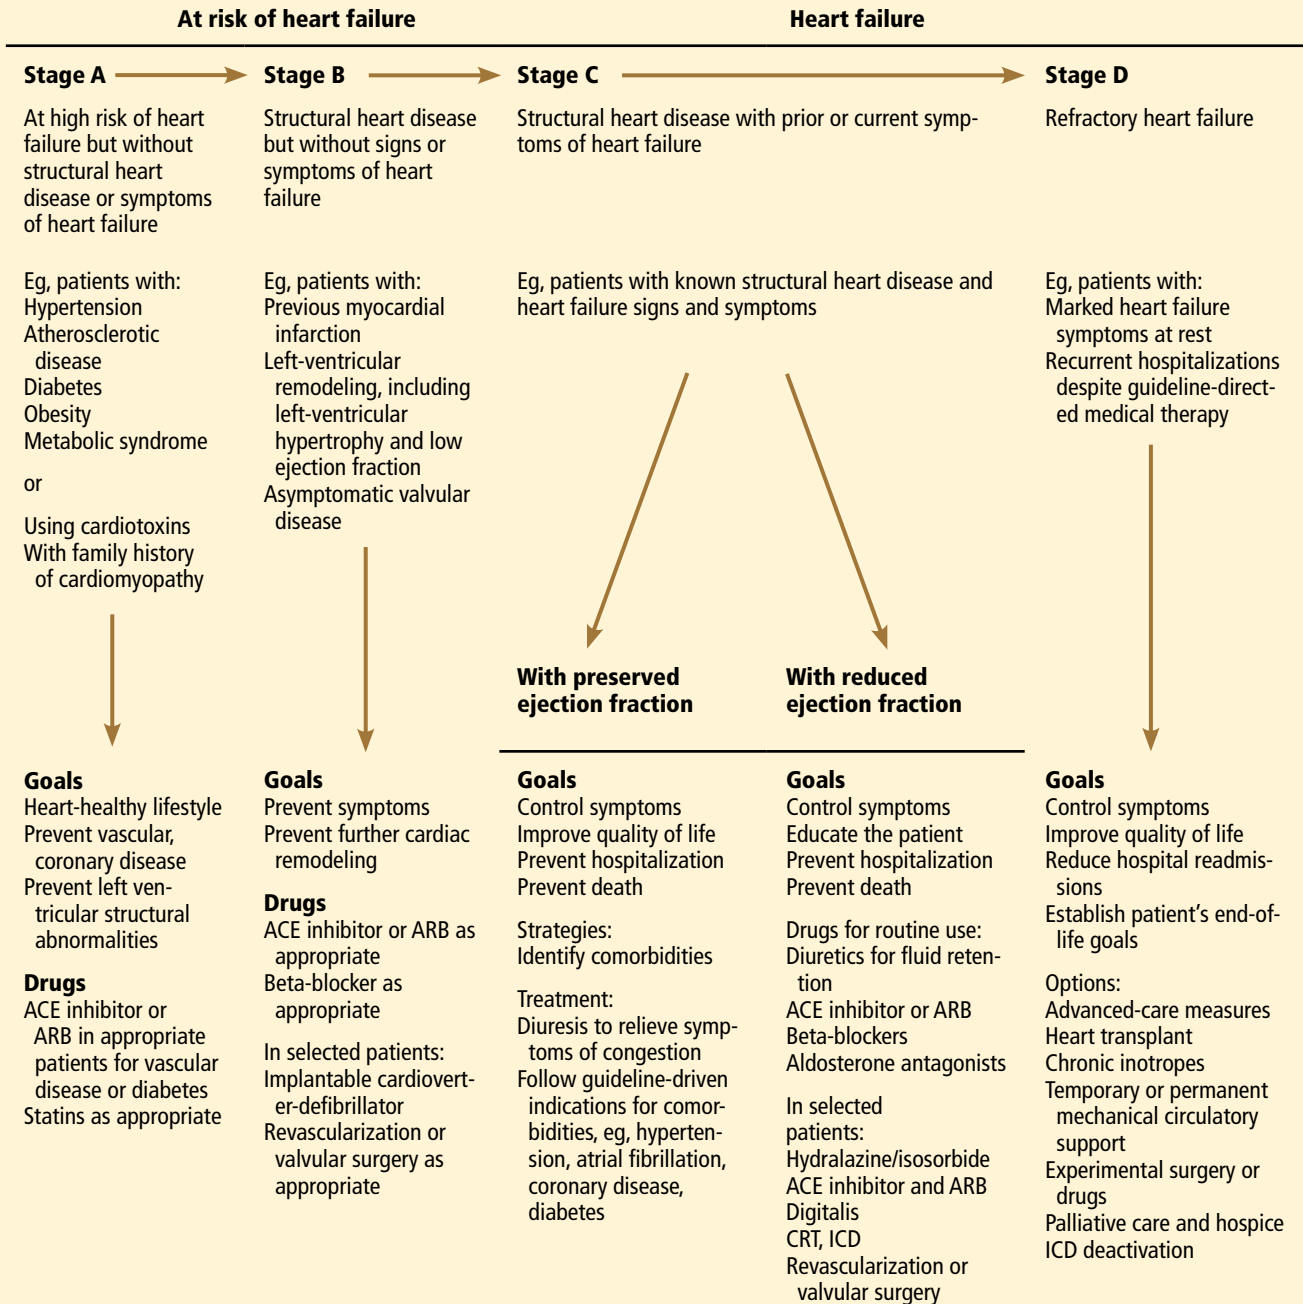 At risk of heart failure
Heart failure
Stage A
At high risk of heart
failure but without
structural heart
disease or symptoms
of heart failure
Eg, patients with:
Hypertension
Atherosclerotic
disease
Diabetes
Obesity
Metabolic syndrome
or
Using cardiotoxins
With family history
of cardiomyopathy
Goals
Heart-healthy lifestyle
Prevent vascular,
coronary disease
Prevent left ven-
tricular structural
abnormalities
Drugs
ACE inhibitor or
ARB in appropriate
patients for vascular
disease or diabetes
Statins as appropriate
Stage B
Structural heart disease
but without signs or
symptoms of heart
failure
Eg, patients with:
Previous myocardial
infarction
Left-ventricular
remodeling, including
left-ventricular
hypertrophy and low
ejection fraction
Asymptomatic valvular
disease
Goals
Prevent symptoms
Prevent further cardiac
remodeling
Drugs
ACE inhibitor or ARB as
appropriate
Beta-blocker as
appropriate
In selected patients:
Implantable cardiovert-
er-defibrillator
Revascularization or
valvular surgery as
appropriate
Stage C
Structural heart disease with prior or current symp-
toms of heart failure
Eg, patients with known structural heart disease and
heart failure signs and symptoms
With preserved
ejection fraction
Goals
Control symptoms
Improve quality of life
Prevent hospitalization
Prevent death
Strategies:
Identify comorbidities
Treatment:
Diuresis to relieve symp-
toms of congestion
Follow guideline-driven
indications for comor-
bidities, eg, hyperten-
sion, atrial fibrillation,
coronary disease,
diabetes
With reduced
ejection fraction
Goals
Control symptoms
Educate the patient
Prevent hospitalization
Prevent death
Drugs for routine use:
Diuretics for fluid reten-
tion
ACE inhibitor or ARB
Beta-blockers
Aldosterone antagonists
In selected
patients:
Hydralazine/isosorbide
ACE inhibitor and ARB
Digitalis
CRT, ICD
Revascularization or
valvular surgery
Stage D
Refractory heart failure
Eg, patients with:
Marked heart failure
symptoms at rest
Recurrent hospitalizations
despite guideline-direct-
ed medical therapy
Goals
Control symptoms
Improve quality of life
Reduce hospital readmis-
sions
Establish patient's end-of-
life goals
Options:
Advanced-care measures
Heart transplant
Chronic inotropes
Temporary or permanent
mechanical circulatory
support
Experimental surgery or
drugs
Palliative care and hospice
ICD deactivation